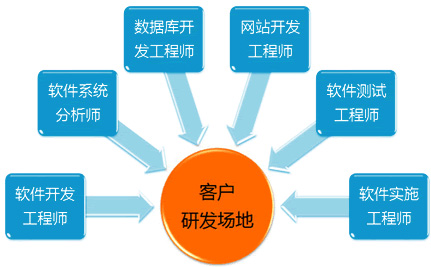 数据库开
发工程师
网站开发
工程师
软件系统
分析师
软件测试
工程师
软件开发
工程师
客户
研发场地
软件实施
工程师